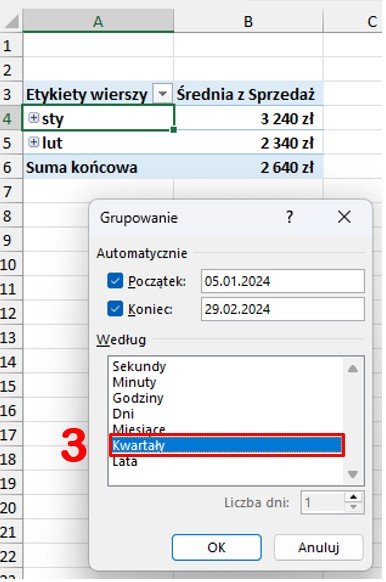 A B C
1
2
3 Etykiety wierszy Średnia z Sprzedaż
4 sty 3 240 zł
5 lut 2 340 zł
6 Suma końcowa 2 640 zł
7
8 Grupowanie ?
9
10 Automatycznie
11 Początek: 05.01.2024
12 Koniec: 29.02.2024
13 Według
14 Sekundy
15 Minuty
Godziny
16 Dni
17 Miesiące
3 Kwartały
18 Lata
19
20 Liczba dni: 1
21
22 OK Anuluj
23